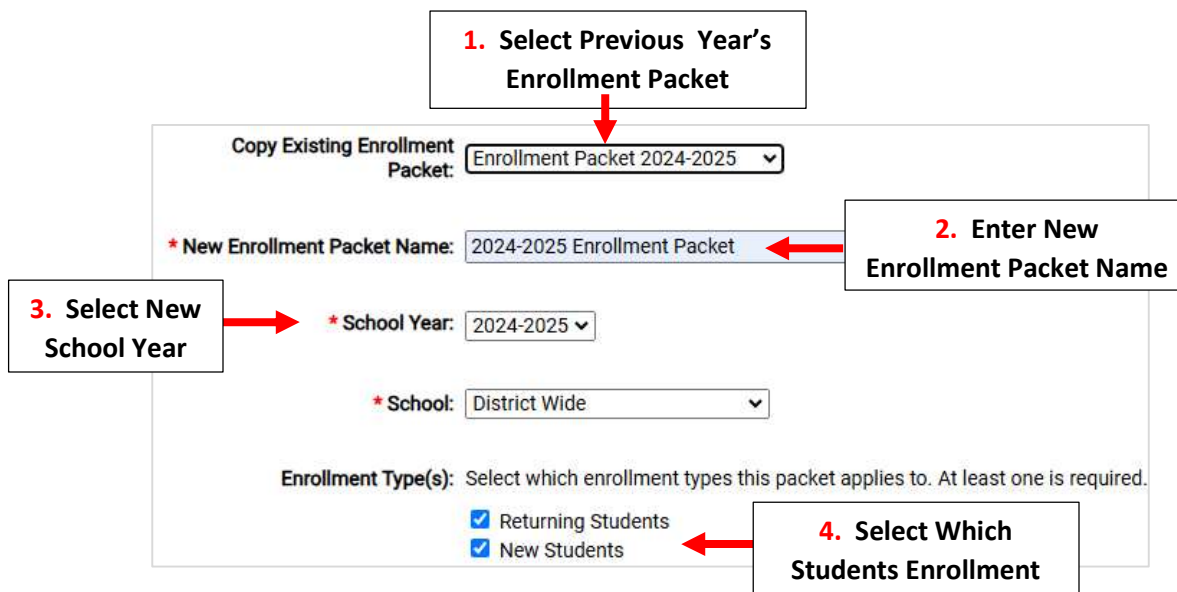 1. Select Previous Year’s
Enrollment Packet
Copy Existing Enrollment
Packet:
Enrollment Packet 2024-2025
* New Enrollment Packet Name:
2024-2025 Enrollment Packet
2. Enter New
Enrollment Packet Name
3. Select New
School Year
* School Year:
2024-2025
* School:
District Wide
Enrollment Type(s):
Select which enrollment types this packet applies to. At least one is required.
Returning Students
New Students
4. Select Which
Students Enrollment